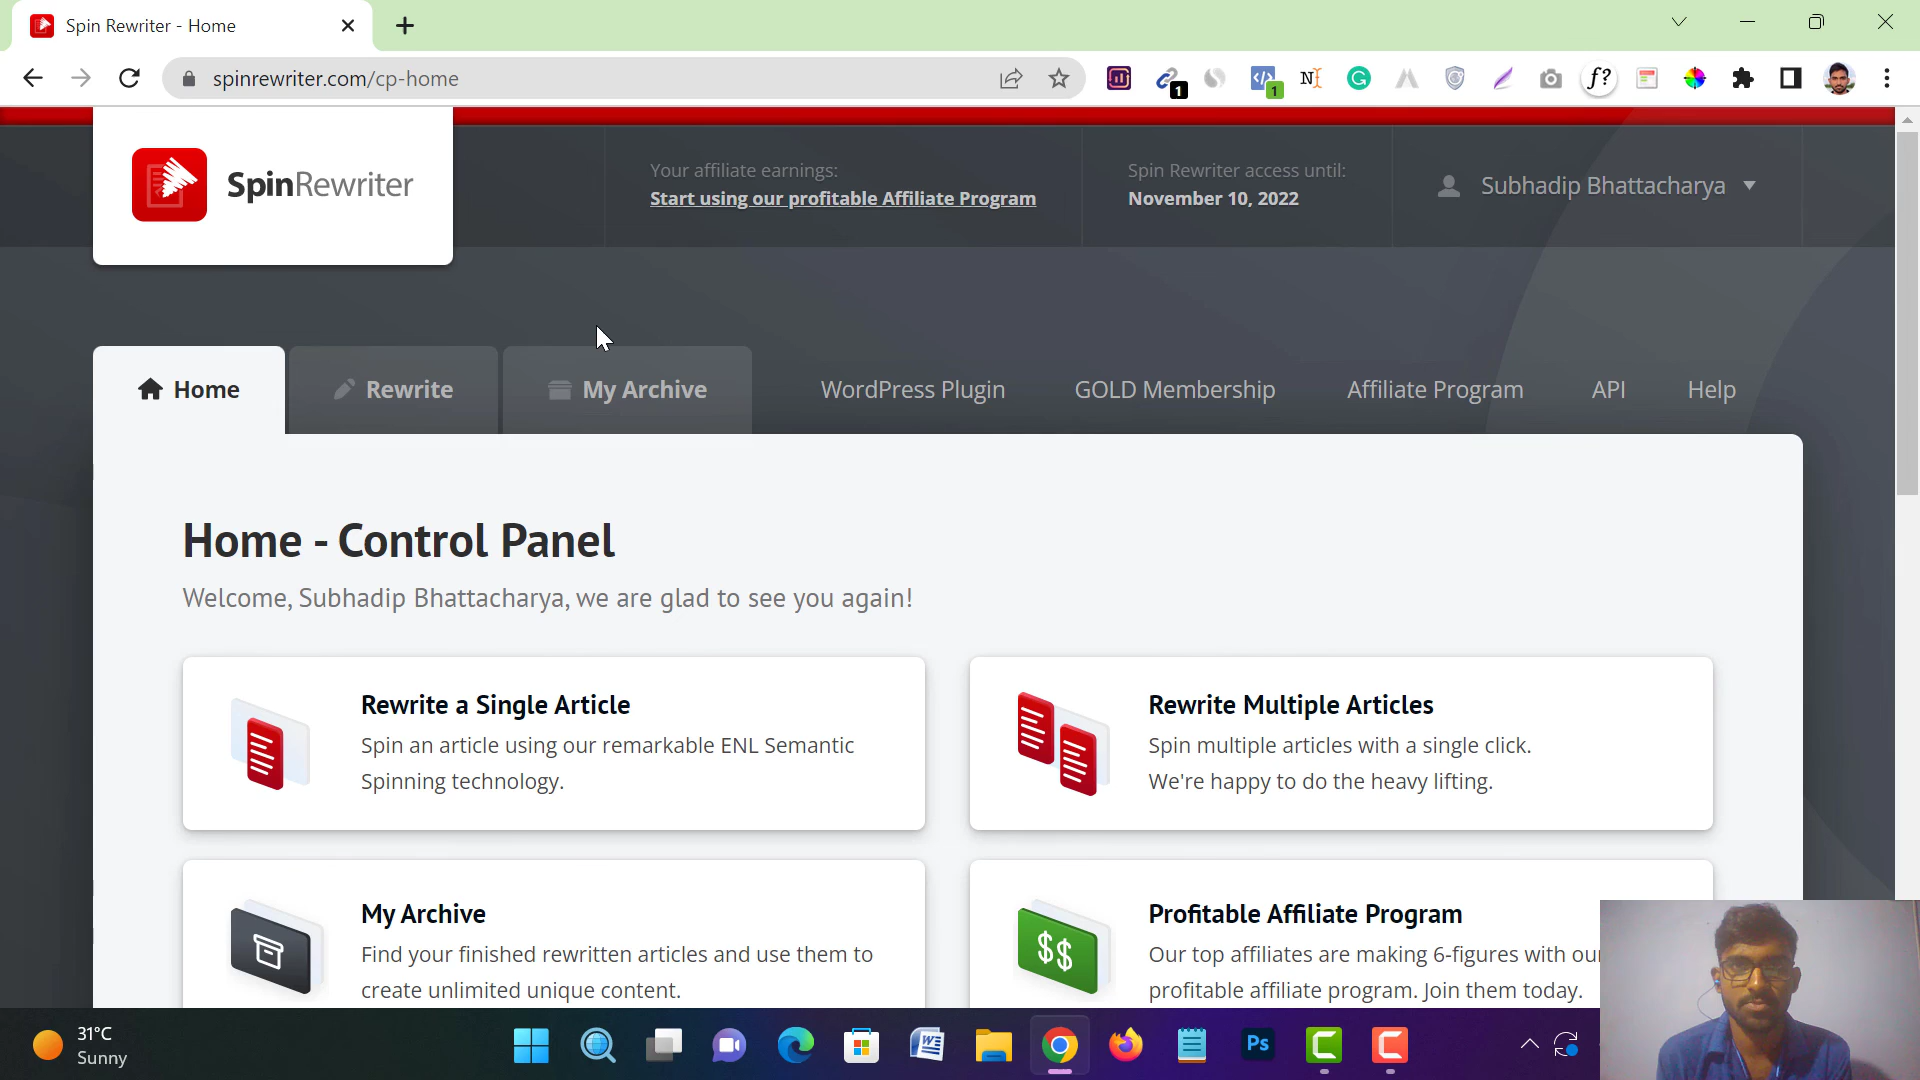 Spin Rewriter - Home
spinrewriter.com/cp-home
1
1
N
G
f?
SpinRewriter
Your affiliate earnings:
Start using our profitable Affiliate Program
Spin Rewriter access until:
November 10, 2022
Subhadip Bhattacharya
Home
Rewrite
My Archive
WordPress Plugin
GOLD Membership
Affiliate Program
API
Help
Home - Control Panel
Welcome, Subhadip Bhattacharya, we are glad to see you again!
Rewrite a Single Article
Spin an article using our remarkable ENL Semantic
Spinning technology.
Rewrite Multiple Articles
Spin multiple articles with a single click.
We're happy to do the heavy lifting.
My Archive
Find your finished rewritten articles and use them to
create unlimited unique content.
$$
Profitable Affiliate Program
Our top affiliates are making 6-figures with our
profitable affiliate program. Join them today.
31°C
Sunny
W
Ps